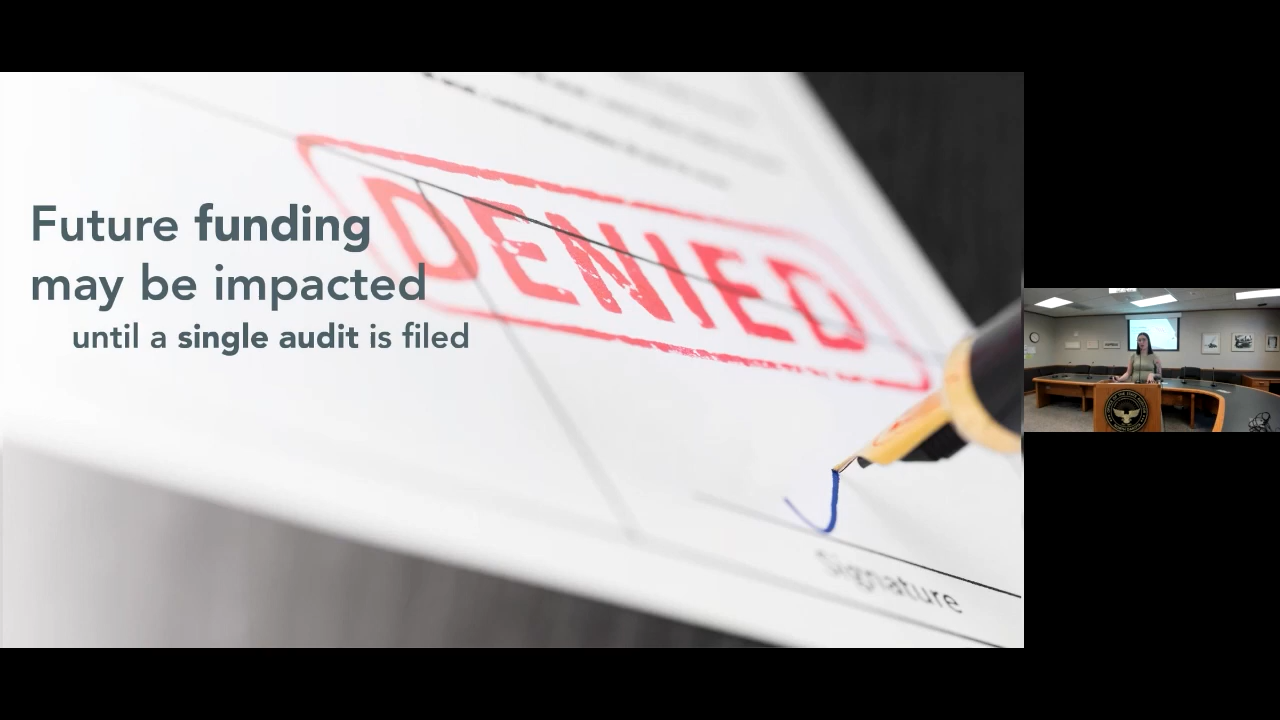 Future funding
may be impacted
until a single audit is filed
DENIED
Signature